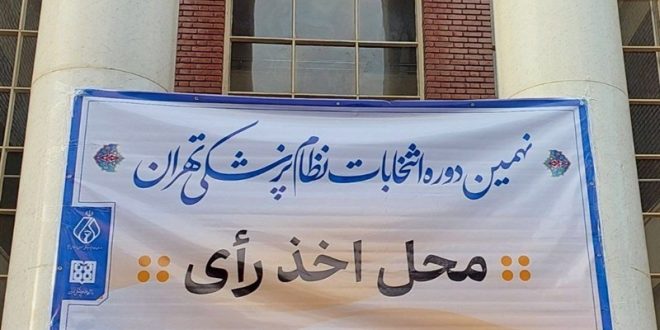 نهمین دوره انتخابات نظام پزشکی تهران
محل اخذ رأی